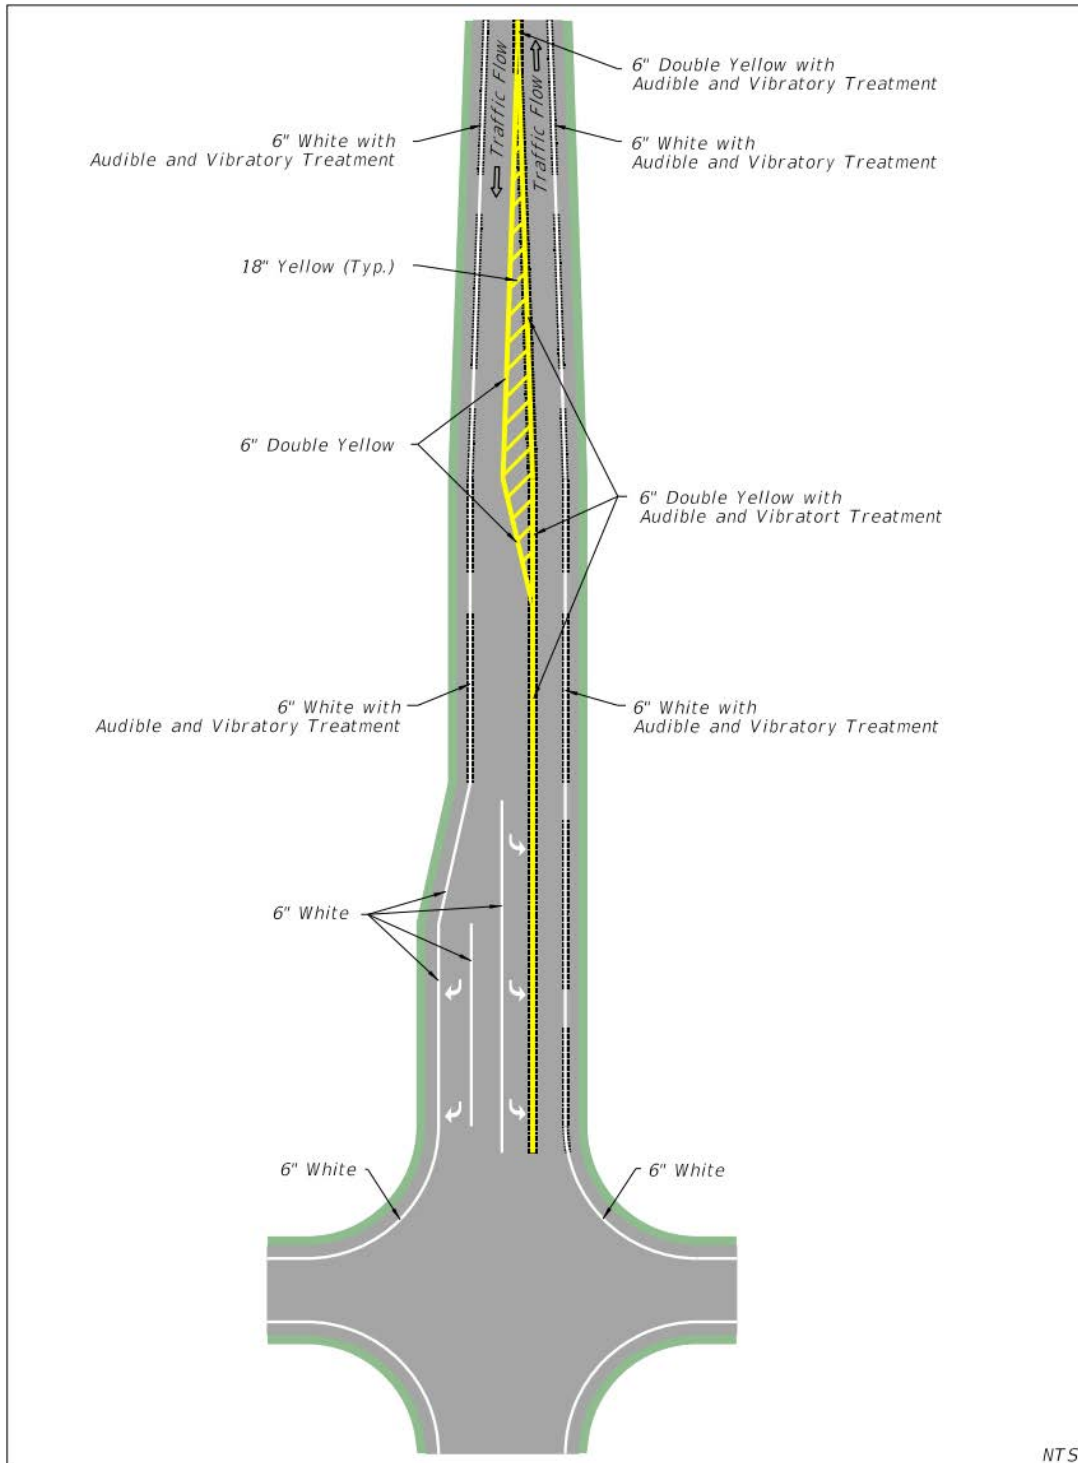 6" Double Yellow with
Audible and Vibratory Treatment
Traffic Flow
Traffic Flow
6" White with
Audible and Vibratory Treatment
6" White with
Audible and Vibratory Treatment
18" Yellow (Typ.)
6" Double Yellow
6" Double Yellow with
Audible and Vibratort Treatment
6" White with
Audible and Vibratory Treatment
6" White with
Audible and Vibratory Treatment
6" White
6" White
6" White
NTS